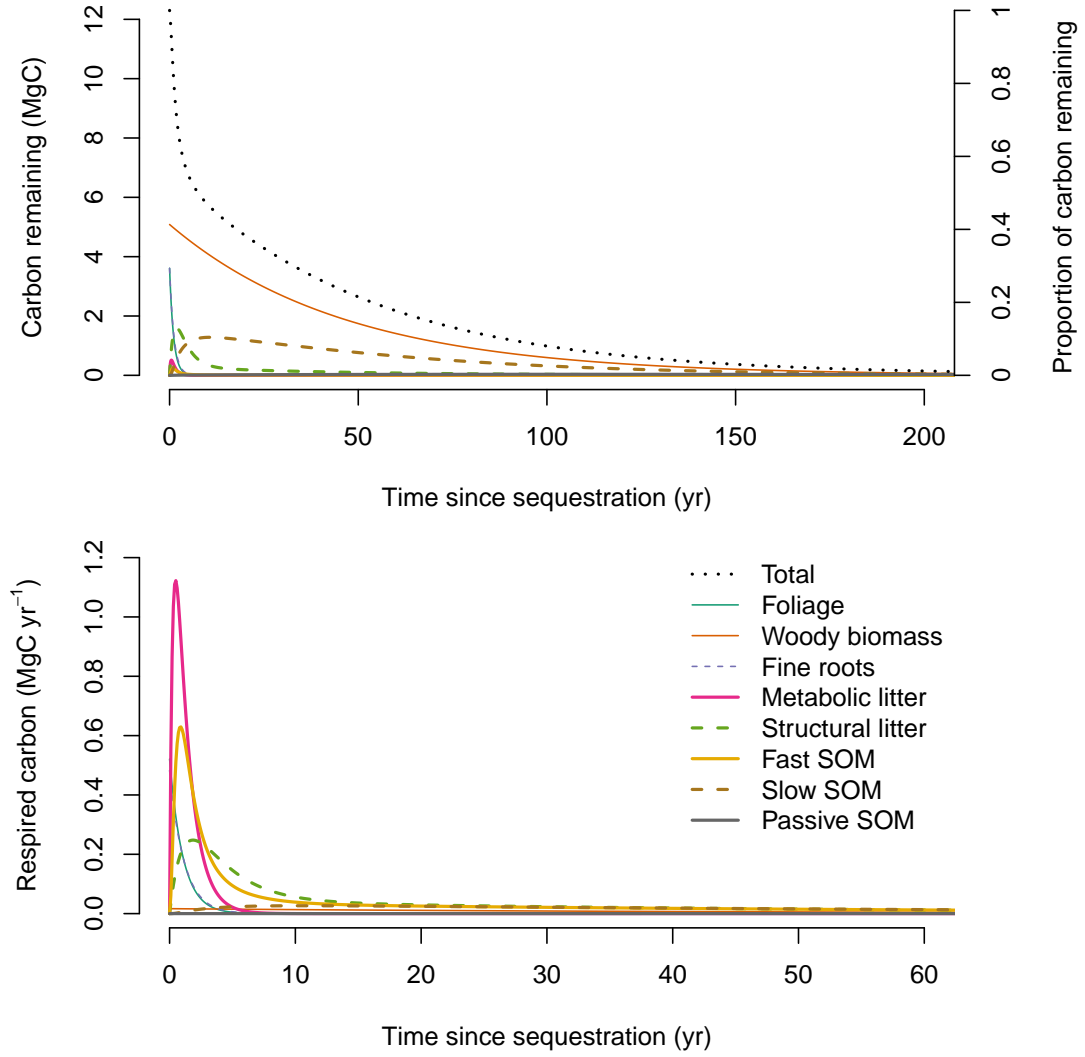 Carbon remaining (MgC)
0 2 4 6 8 10 12
Proportion of carbon remaining
0 0.2 0.4 0.6 0.8 1
0 50 100 150 200
Time since sequestration (yr)
Respired carbon (MgC yr⁻¹)
0.0 0.2 0.4 0.6 0.8 1.0 1.2
Total
Foliage
Woody biomass
Fine roots
Metabolic litter
Structural litter
Fast SOM
Slow SOM
Passive SOM
0 10 20 30 40 50 60
Time since sequestration (yr)